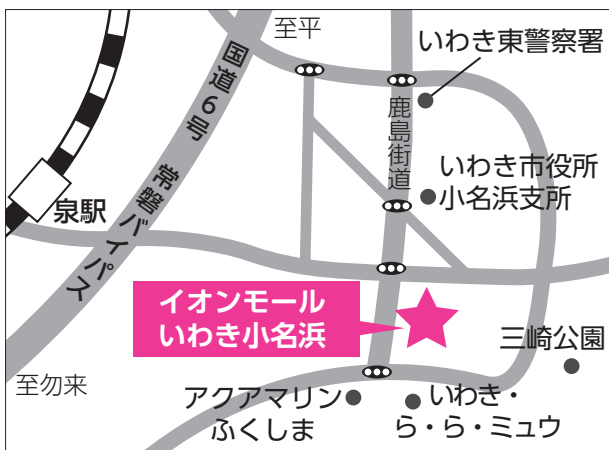 至平
いわき東警察署
国道6号 常磐バイパス
鹿島街道
いわき市役所
小名浜支所
泉駅
イオンモール
いわき小名浜
三崎公園
至勿来
アクアマリン
ふくしま
いわき・
ら・ら・ミュウ